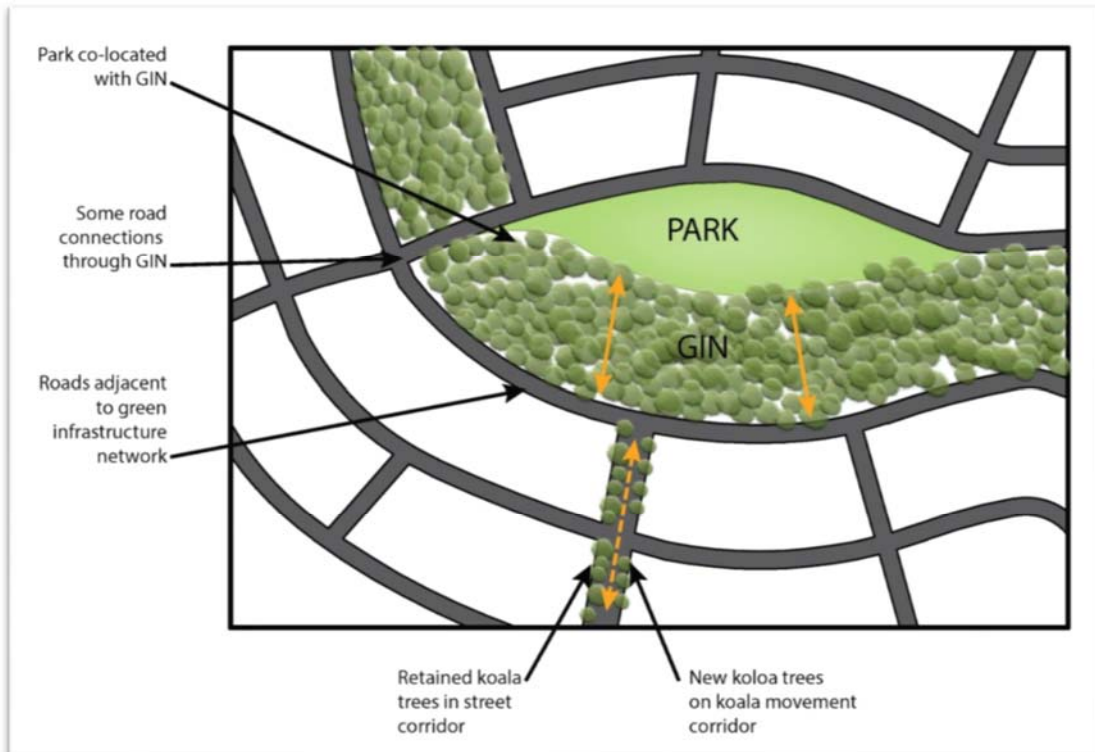 Park co-located
with GIN
PARK
Some road
connections
through GIN
GIN
Roads adjacent
to green
infrastructure
network
Retained koala
trees in street
corridor
New koloa trees
on koala movement
corridor